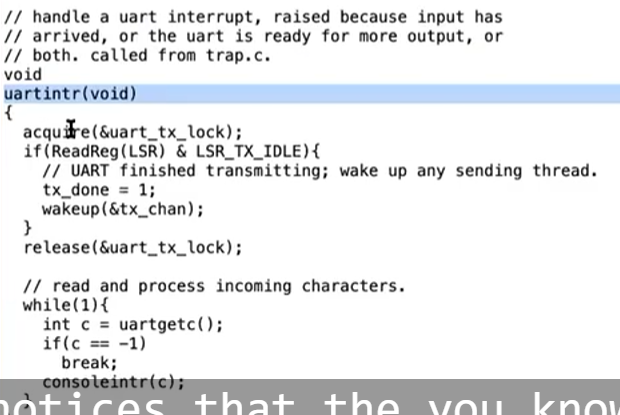 // handle a uart interrupt, raised because input has
// arrived, or the uart is ready for more output, or
// both. called from trap.c.
void
uartintr(void)
{
acquire(&uart_tx_lock);
if(ReadReg(LSR) & LSR_TX_IDLE){
// UART finished transmitting; wake up any sending thread.
tx_done = 1;
wakeup(&tx_chan);
}
release(&uart_tx_lock);
// read and process incoming characters.
while(1){
int c = uartgetc();
if(c == -1)
break;
consoleintr(c);
}
notices that the you know